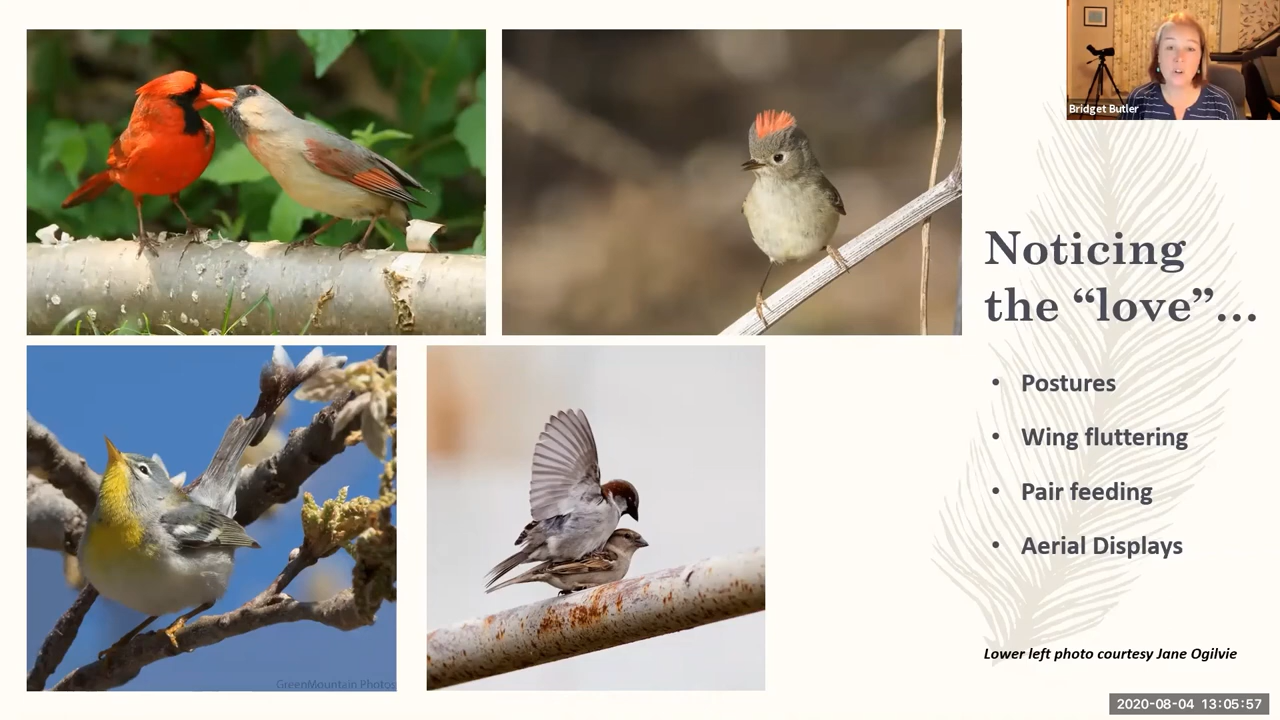 Bridget Butler
Noticing
the “love”...
• Postures
• Wing fluttering
• Pair feeding
• Aerial Displays
Lower left photo courtesy Jane Ogilvie
GreenMountain Photos
2020-08-04 13:05:57